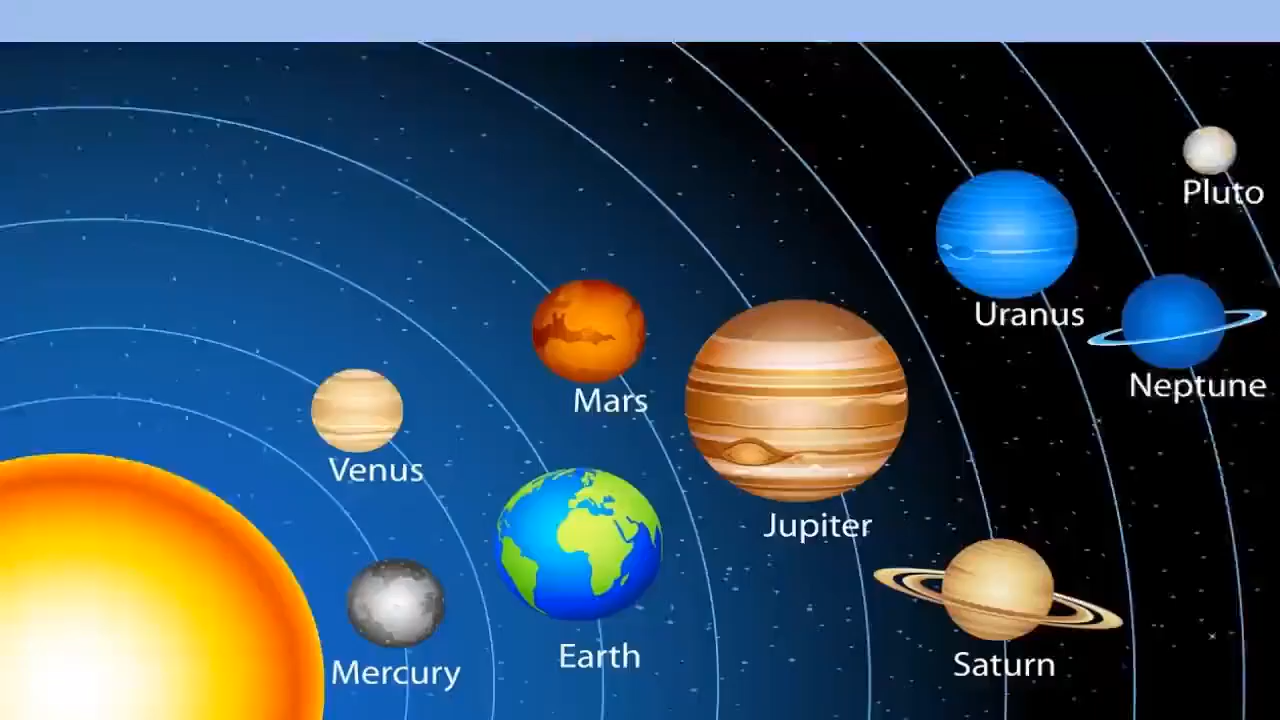 Pluto
Uranus
Neptune
Mars
Venus
Jupiter
Earth
Saturn
Mercury